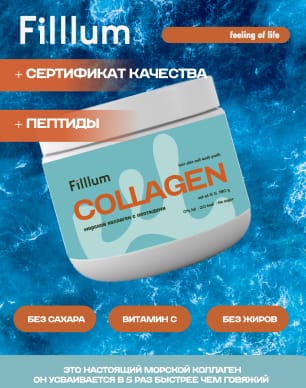 Filllum
feeling of life
+ СЕРТИФИКАТ КАЧЕСТВА
+ ПЕПТИДЫ
Filllum
COLLAGEN
морской коллаген с пептидами
БЕЗ САХАРА
ВИТАМИН С
БЕЗ ЖИРОВ
ЭТО НАСТОЯЩИЙ МОРСКОЙ КОЛЛАГЕН
ОН УСВАИВАЕТСЯ В 5 РАЗ БЫСТРЕЕ ЧЕМ ГОВЯЖИЙ